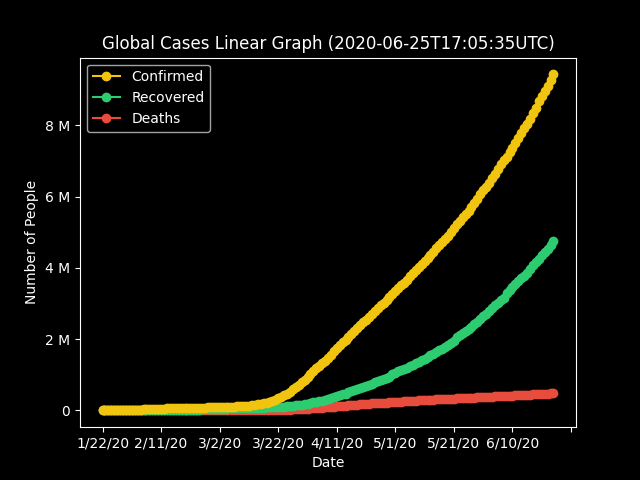 Global Cases Linear Graph (2020-06-25T17:05:35UTC)
Confirmed
Recovered
Deaths
8 M
6 M
4 M
2 M
0
Number of People
1/22/20 2/11/20 3/2/20 3/22/20 4/11/20 5/1/20 5/21/20 6/10/20
Date